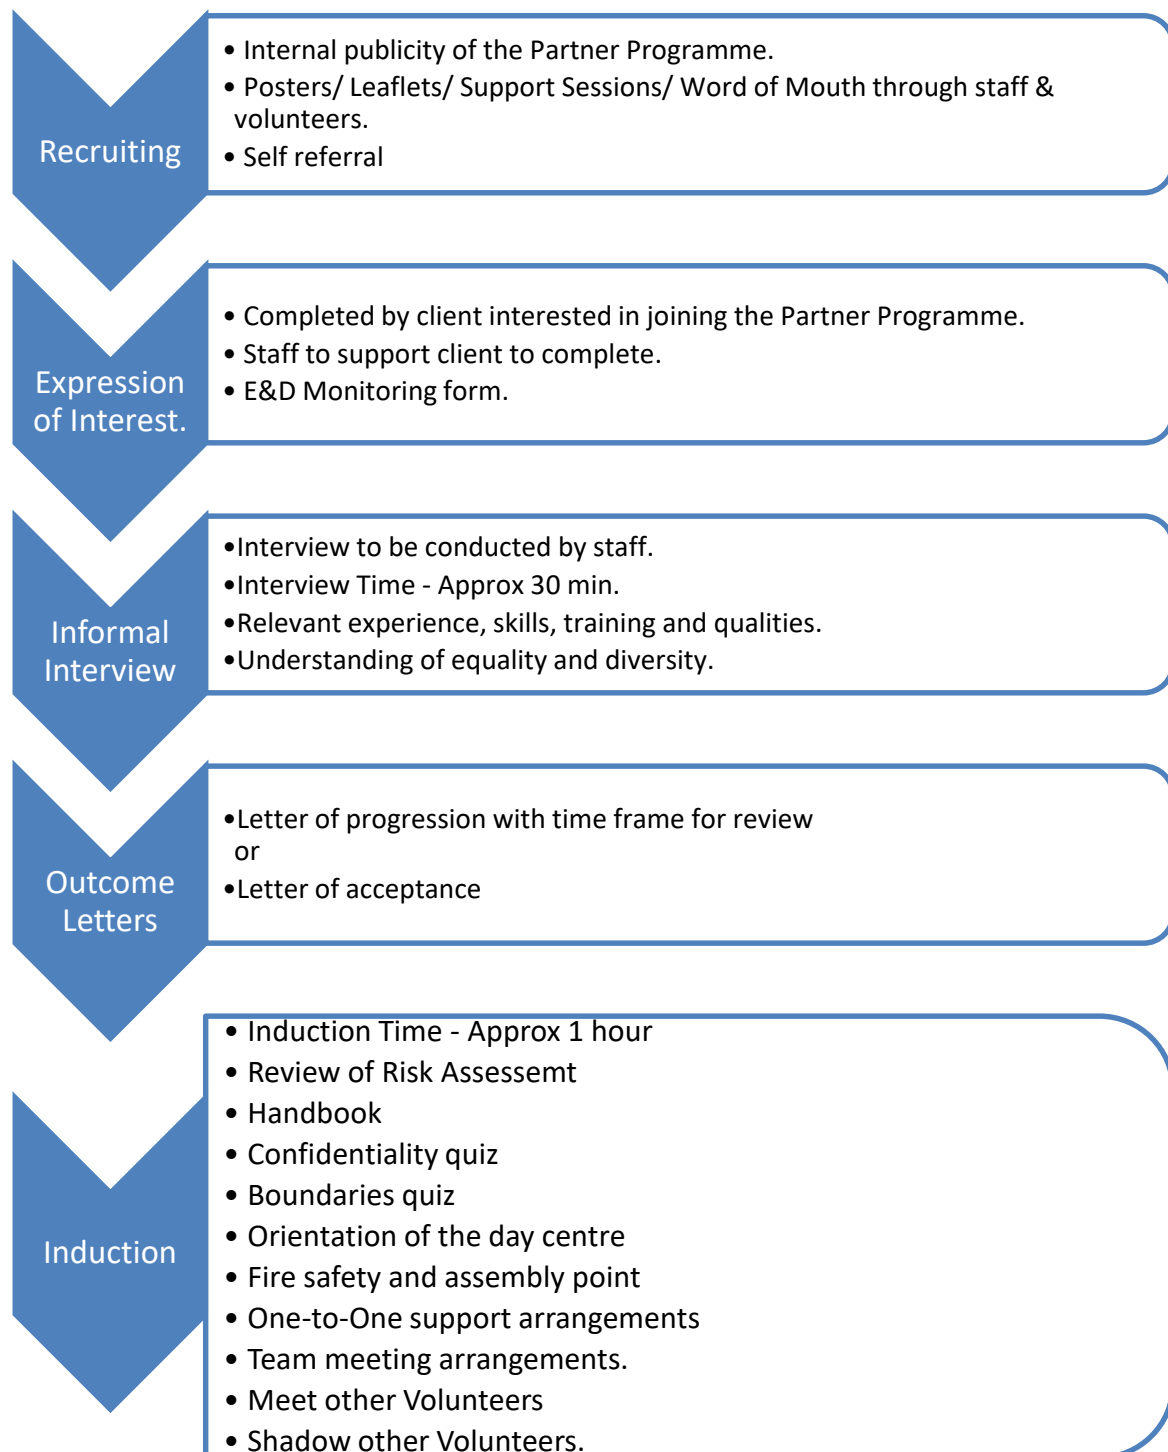 Recruiting
• Internal publicity of the Partner Programme.
• Posters/ Leaflets/ Support Sessions/ Word of Mouth through staff &
volunteers.
• Self referral
Expression
of Interest.
• Completed by client interested in joining the Partner Programme.
• Staff to support client to complete.
• E&D Monitoring form.
Informal
Interview
•Interview to be conducted by staff.
•Interview Time - Approx 30 min.
•Relevant experience, skills, training and qualities.
•Understanding of equality and diversity.
Outcome
Letters
•Letter of progression with time frame for review
or
•Letter of acceptance
Induction
• Induction Time - Approx 1 hour
• Review of Risk Assessemt
• Handbook
• Confidentiality quiz
• Boundaries quiz
• Orientation of the day centre
• Fire safety and assembly point
• One-to-One support arrangements
• Team meeting arrangements.
• Meet other Volunteers
• Shadow other Volunteers.